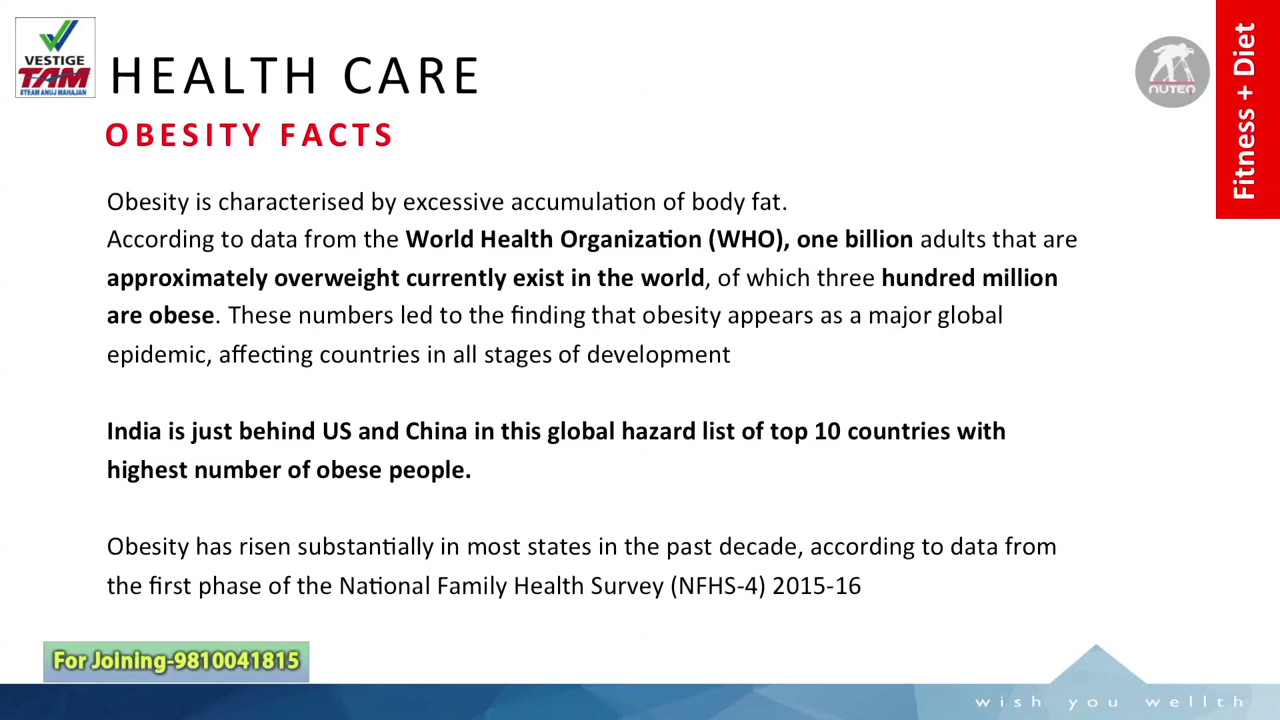 VESTIGE
TAM
STEAM ANUJ MAHAJAN
HEALTH CARE
OBESITY FACTS
NUTEQ
Fitness + Diet
Obesity is characterised by excessive accumulation of body fat.
According to data from the World Health Organization (WHO), one billion adults that are
approximately overweight currently exist in the world, of which three hundred million
are obese. These numbers led to the finding that obesity appears as a major global
epidemic, affecting countries in all stages of development
India is just behind US and China in this global hazard list of top 10 countries with
highest number of obese people.
Obesity has risen substantially in most states in the past decade, according to data from
the first phase of the National Family Health Survey (NFHS-4) 2015-16
For Joining-9810041815
wish you wellth